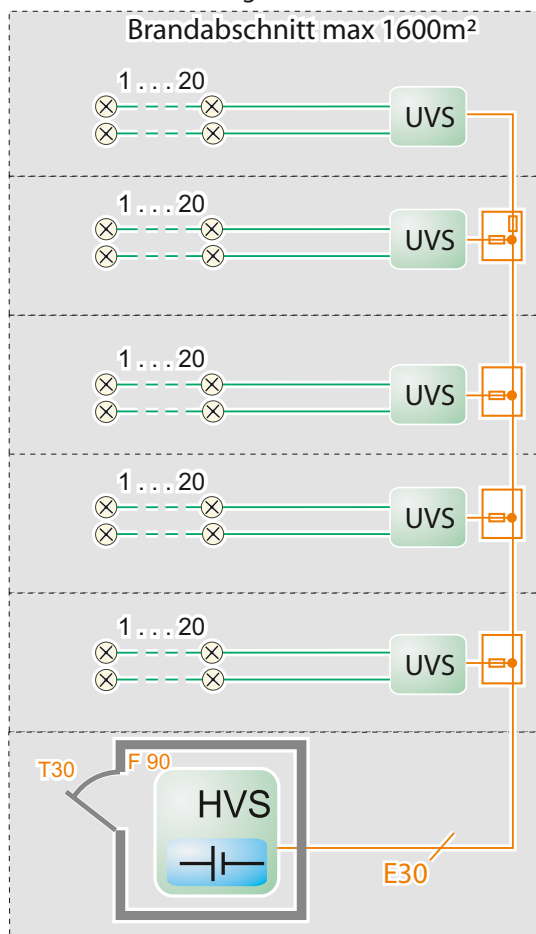 Brandabschnitt max 1600m²
1 . . . 20
UVS
1 . . . 20
UVS
1 . . . 20
UVS
1 . . . 20
UVS
1 . . . 20
UVS
T30
F 90
HVS
E30